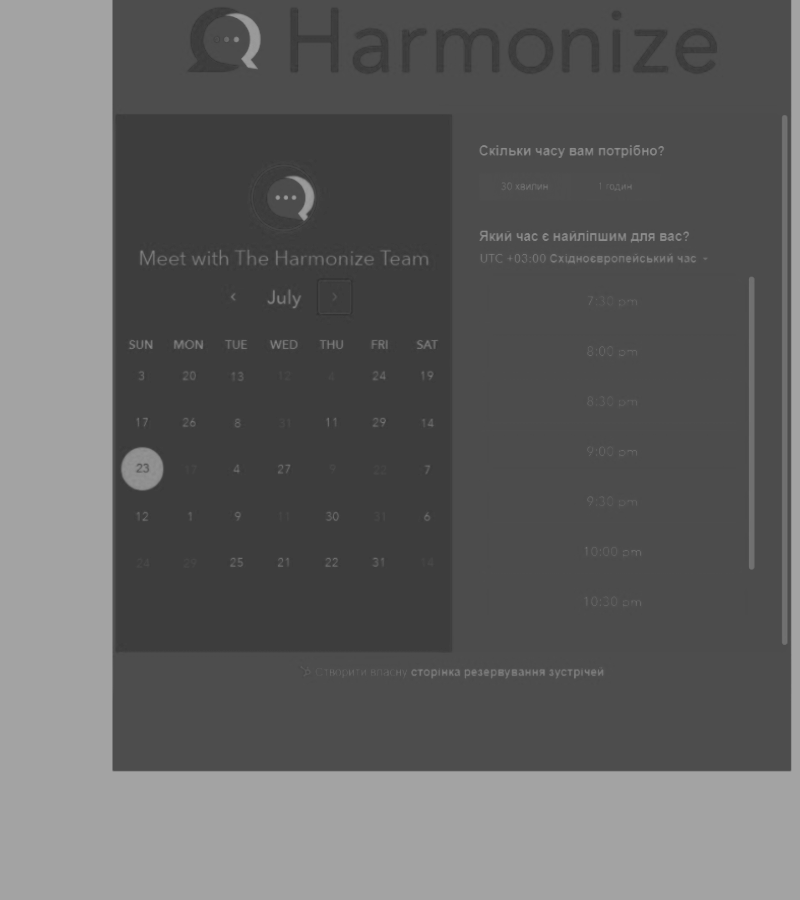 Harmonize
Meet with The Harmonize Team
July
SUN MON TUE WED THU FRI SAT
3 20 13 12 4 24 19
17 26 8 31 11 29 14
23 17 4 27 9 22 7
12 1 9 11 30 31 6
24 29 25 21 22 31 14
Скільки часу вам потрібно?
30 хвилин 1 годин
Який час є найліпшим для вас?
UTC +03:00 Східноєвропейський час
7:30 pm
8:00 pm
8:30 pm
9:00 pm
9:30 pm
10:00 pm
10:30 pm
Створити власну сторінка резервування зустрічей